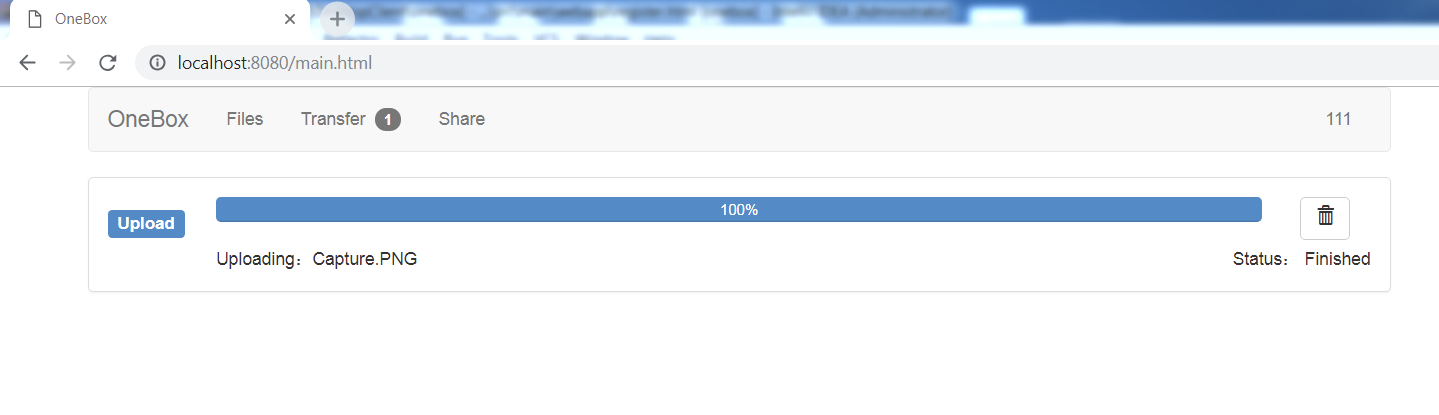 OneBox
localhost:8080/main.html
OneBox Files Transfer 1 Share 111
Upload 100%
Uploading：Capture.PNG Status： Finished